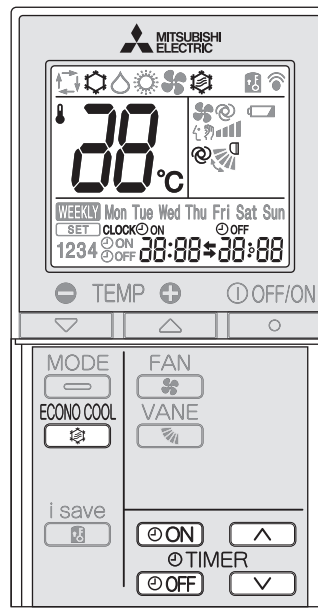 MITSUBISHI
ELECTRIC
88°C
WEEKLY Mon Tue Wed Thu Fri Sat Sun
SET CLOCK ON OFF
1234 ON OFF 88:88 88:88
TEMP OFF/ON
MODE FAN
ECONO COOL VANE
i save
ON
TIMER
OFF